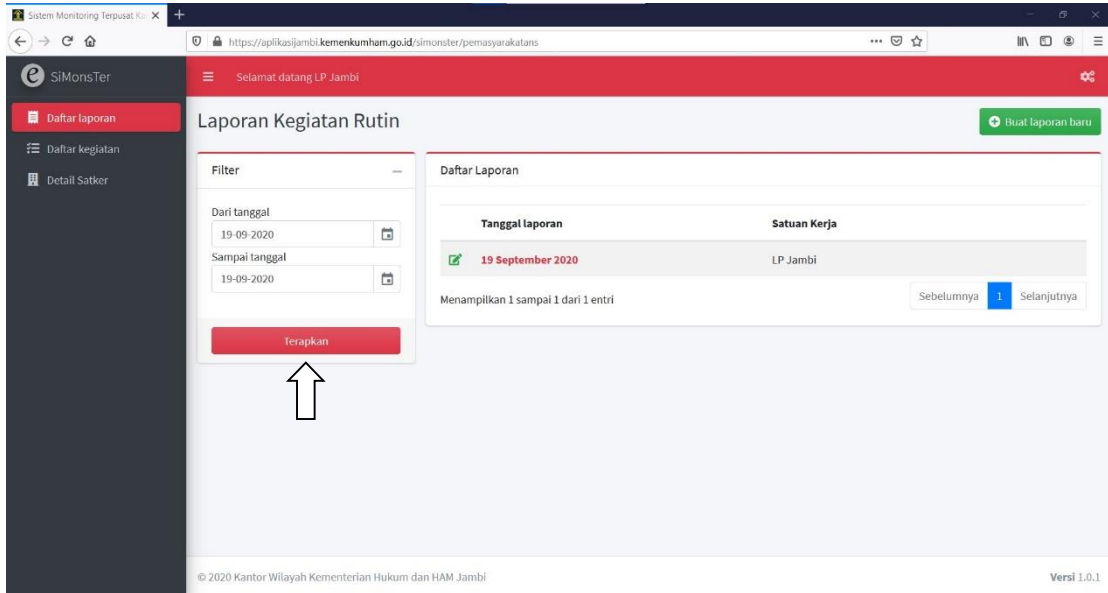 Sistem Monitoring Terpusat Ka
https://aplikasijambi.kemenkumham.go.id/simonster/pemasyarakatans
SiMonsTer
Selamat datang LP Jambi
Daftar laporan
Daftar kegiatan
Detail Satker
Laporan Kegiatan Rutin
Buat laporan baru
Filter
Dari tanggal
19-09-2020
Sampai tanggal
19-09-2020
Terapkan
Daftar Laporan
Tanggal laporan Satuan Kerja
19 September 2020 LP Jambi
Menampilkan 1 sampai 1 dari 1 entri
Sebelumnya 1 Selanjutnya
© 2020 Kantor Wilayah Kementerian Hukum dan HAM Jambi
Versi 1.0.1